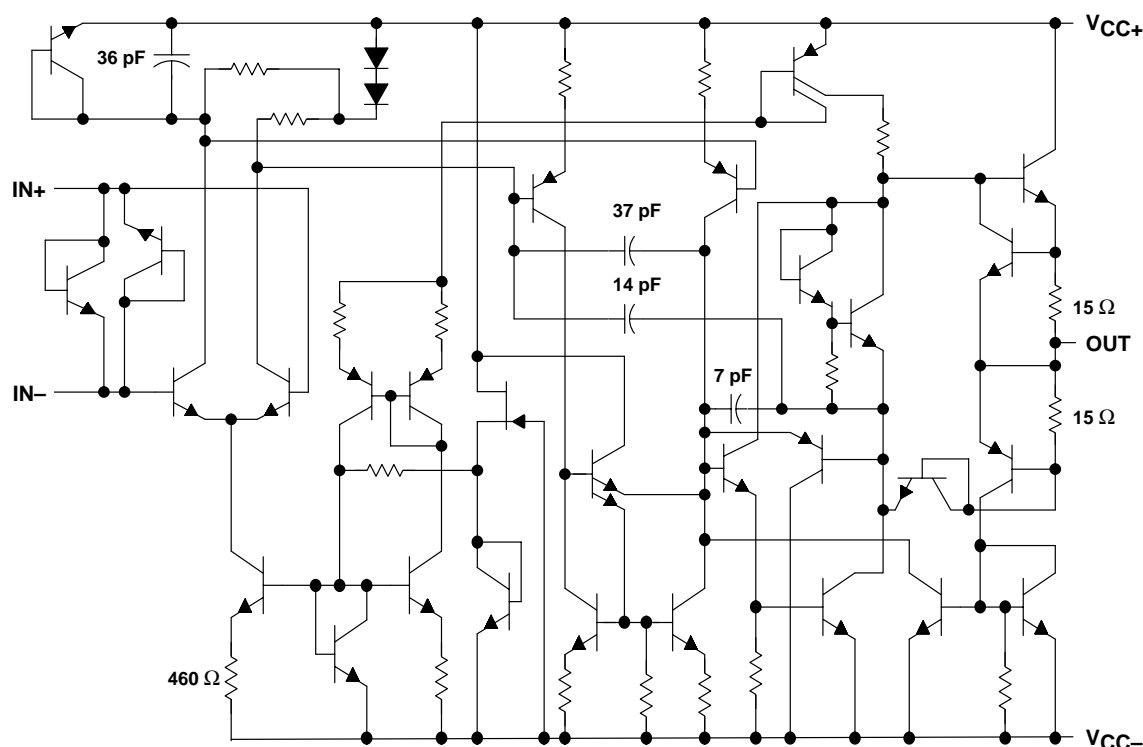 VCC+
36 pF
IN+
37 pF
14 pF
15 Ω
OUT
IN–
7 pF
15 Ω
460 Ω
VCC–